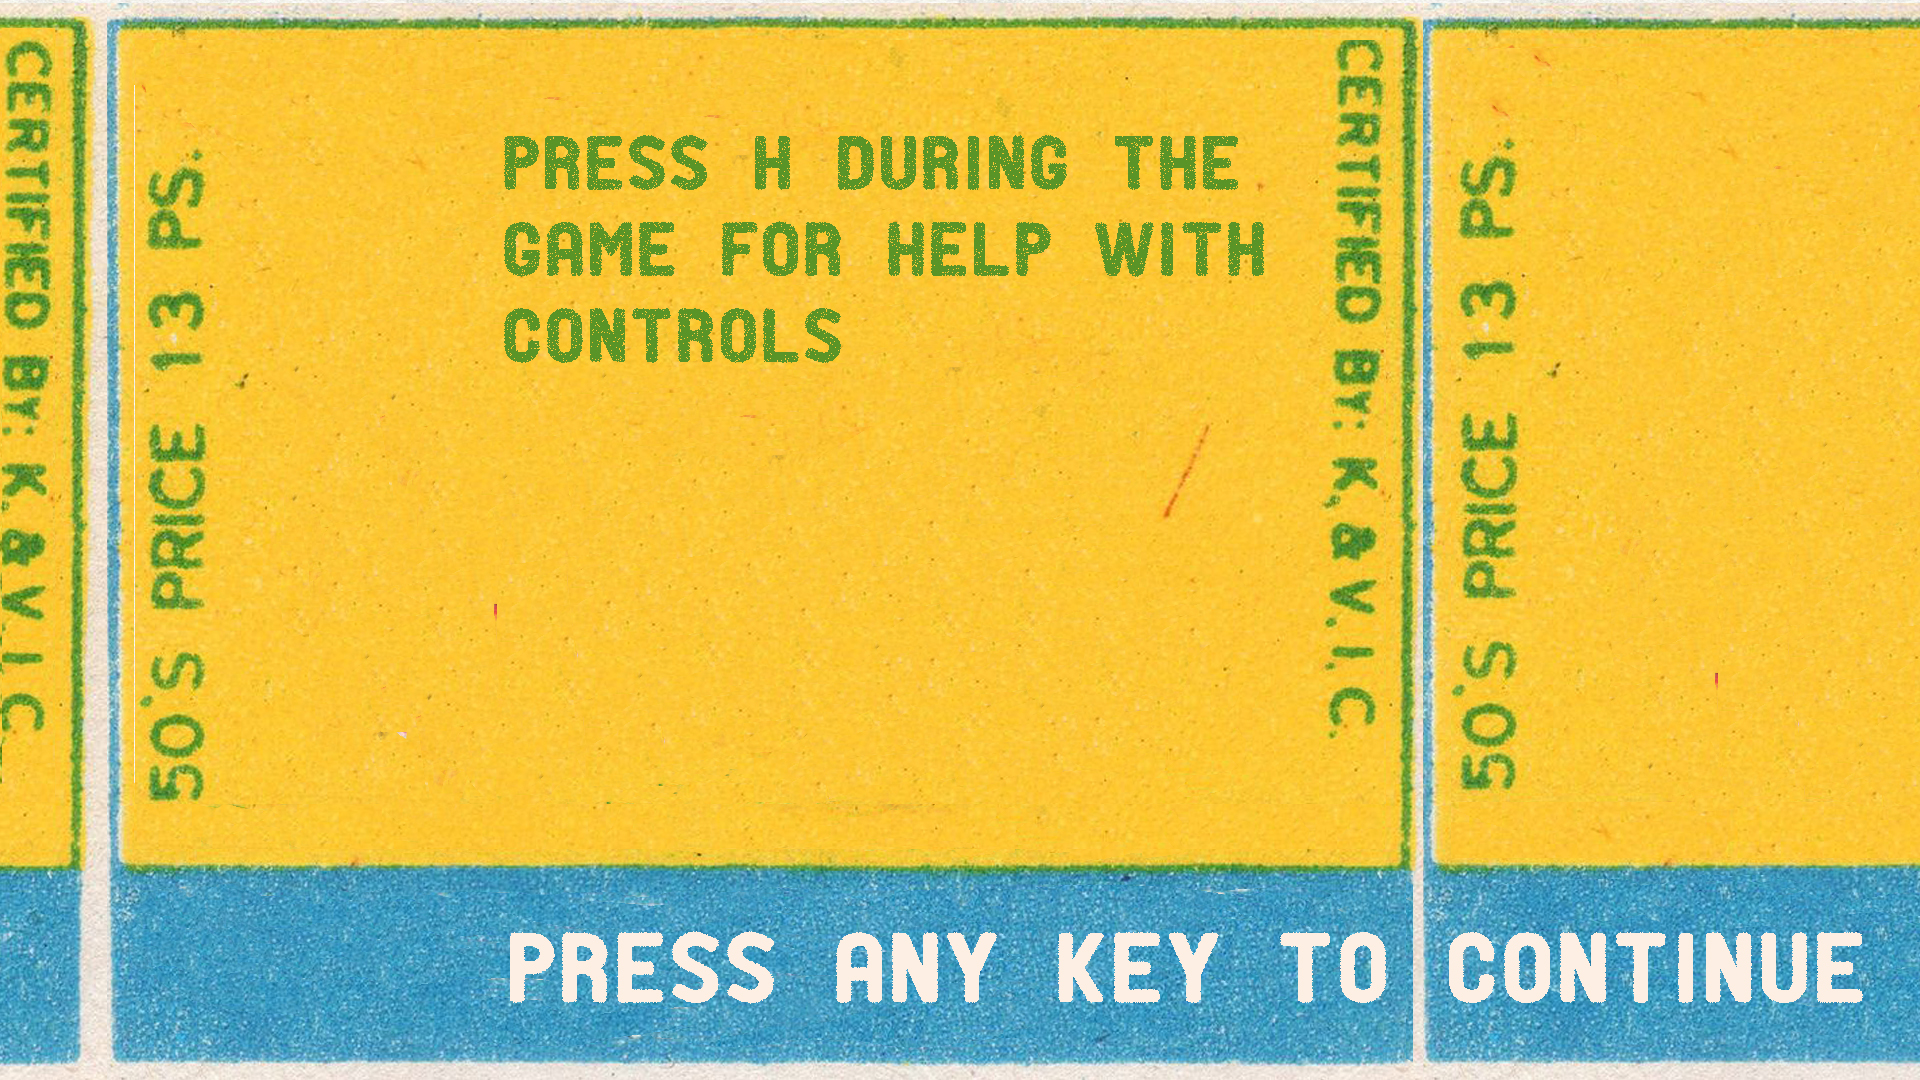 CERTIFIED BY: K. & V.I.C.
50'S PRICE 13 PS.
PRESS H DURING THE
GAME FOR HELP WITH
CONTROLS
CERTIFIED BY: K. & V.I.C.
50'S PRICE 13 PS.
PRESS ANY KEY TO CONTINUE